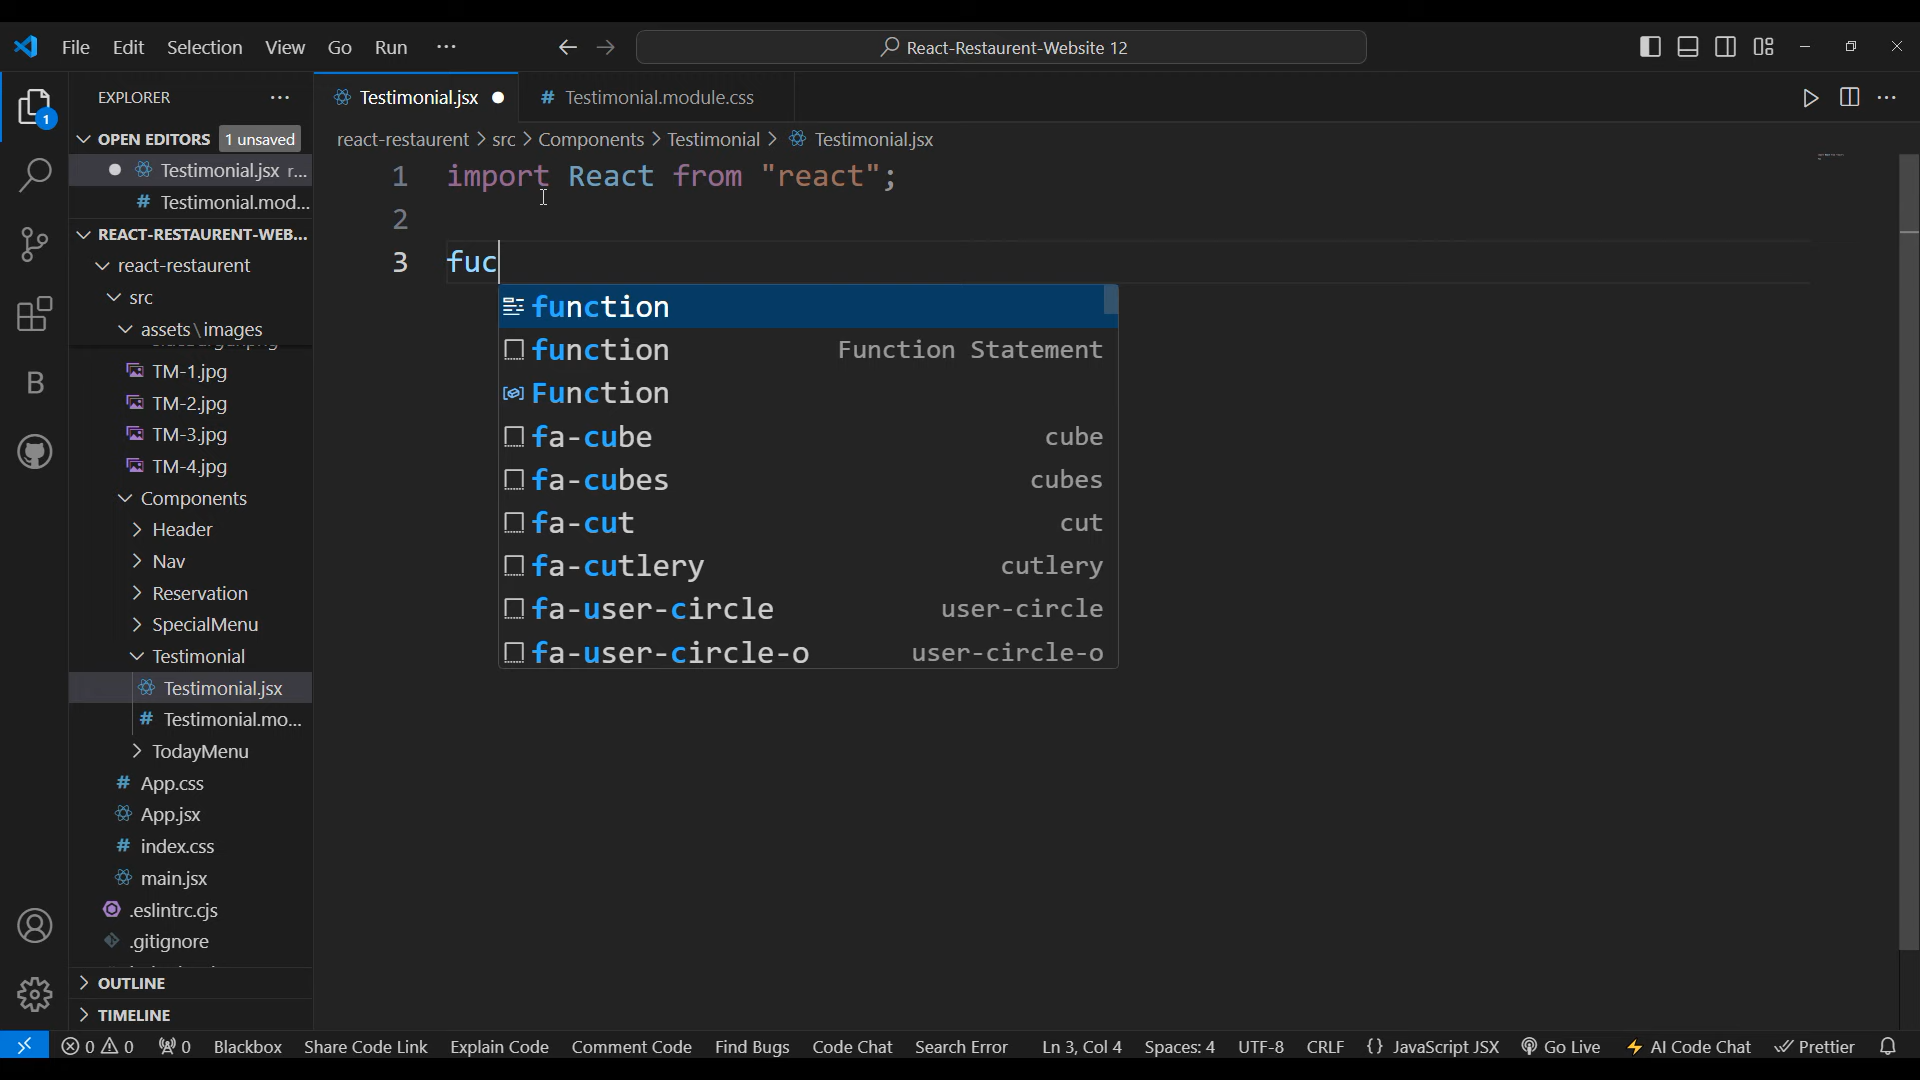 File Edit Selection View Go Run ··· React-Restaurent-Website 12
EXPLORER ···
OPEN EDITORS 1 unsaved
Testimonial.jsx r...
Testimonial.mod...
REACT-RESTAURENT-WEB...
react-restaurent
src
assets\images
TM-1.jpg
TM-2.jpg
TM-3.jpg
TM-4.jpg
Components
Header
Nav
Reservation
SpecialMenu
Testimonial
Testimonial.jsx
Testimonial.mo...
TodayMenu
App.css
App.jsx
index.css
main.jsx
.eslintrc.cjs
.gitignore
OUTLINE
TIMELINE
1
B
Testimonial.jsx # Testimonial.module.css
react-restaurent > src > Components > Testimonial > Testimonial.jsx
1 import React from "react";
2
3 fuc
function
function Function Statement
Function
fa-cube cube
fa-cubes cubes
fa-cut cut
fa-cutlery cutlery
fa-user-circle user-circle
fa-user-circle-o user-circle-o
0 0 0 Blackbox Share Code Link Explain Code Comment Code Find Bugs Code Chat Search Error Ln 3, Col 4 Spaces: 4 UTF-8 CRLF {} JavaScript JSX Go Live AI Code Chat Prettier